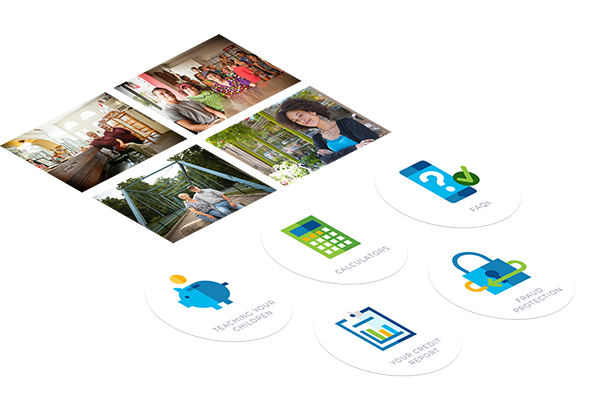 FAQs
CALCULATORS
FRAUD
PROTECTION
TEACHING YOUR
CHILDREN
YOUR CREDIT
REPORT